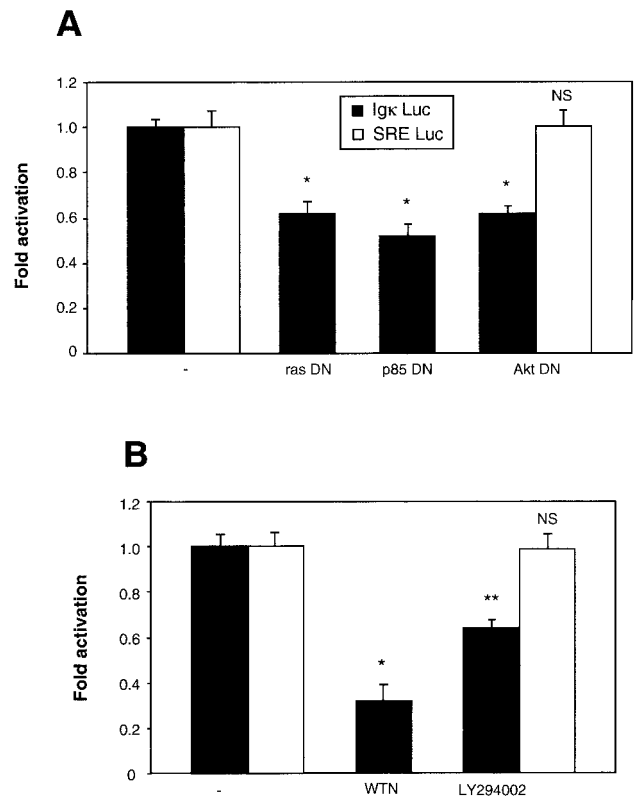 A
1.2
1.0
0.8
0.6
0.4
0.2
0
Fold activation
Igκ Luc
SRE Luc
*
*
*
NS
-
ras DN
p85 DN
Akt DN
B
1.2
1.0
0.8
0.6
0.4
0.2
0
Fold activation
*
**
NS
-
WTN
LY294002